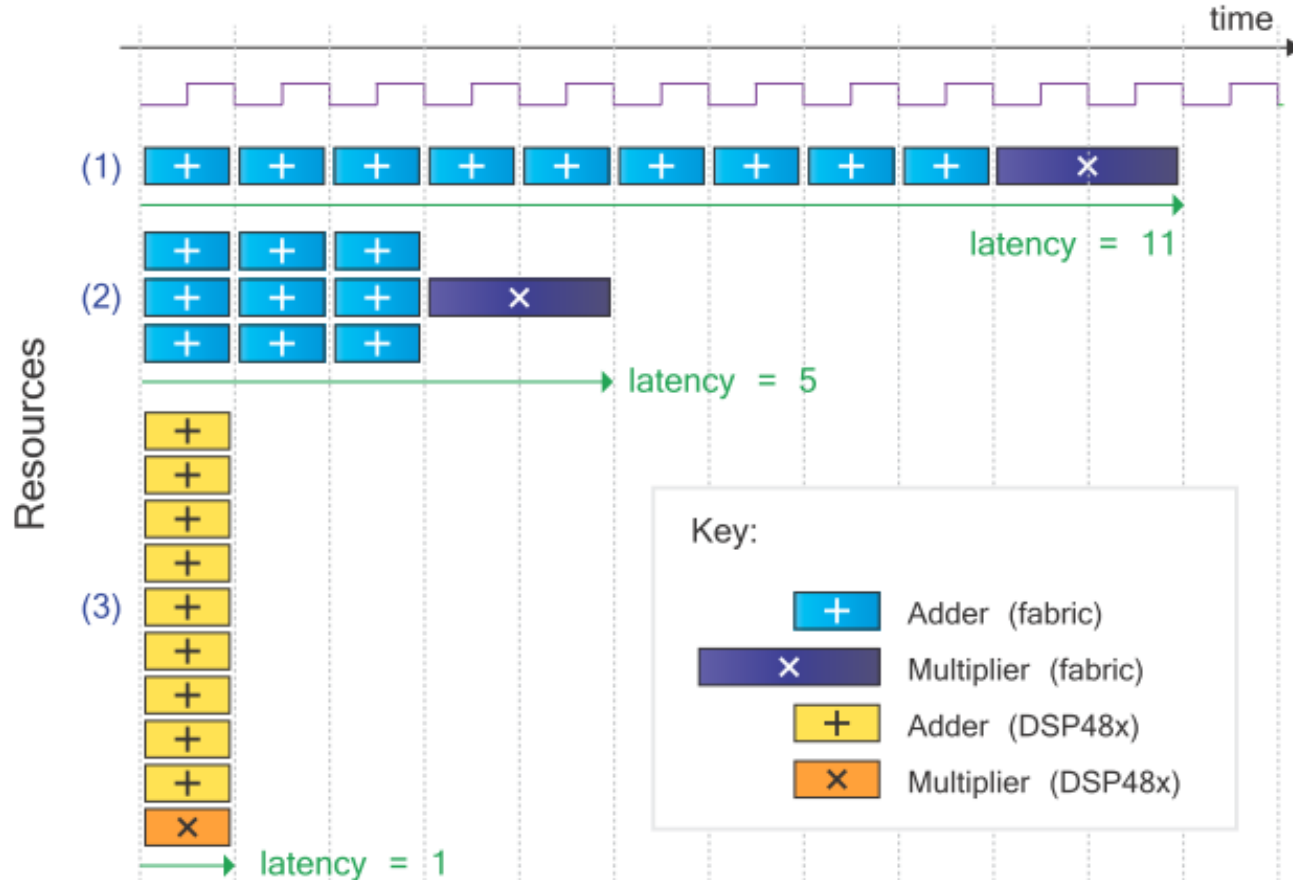 time
(1)
+ + + + + + + + + ×
latency = 11
+ + +
(2)
+ + + ×
+ + +
latency = 5
Resources
(3)
+
+
+
+
+
+
+
+
+
×
latency = 1
Key:
+ Adder (fabric)
× Multiplier (fabric)
+ Adder (DSP48x)
× Multiplier (DSP48x)